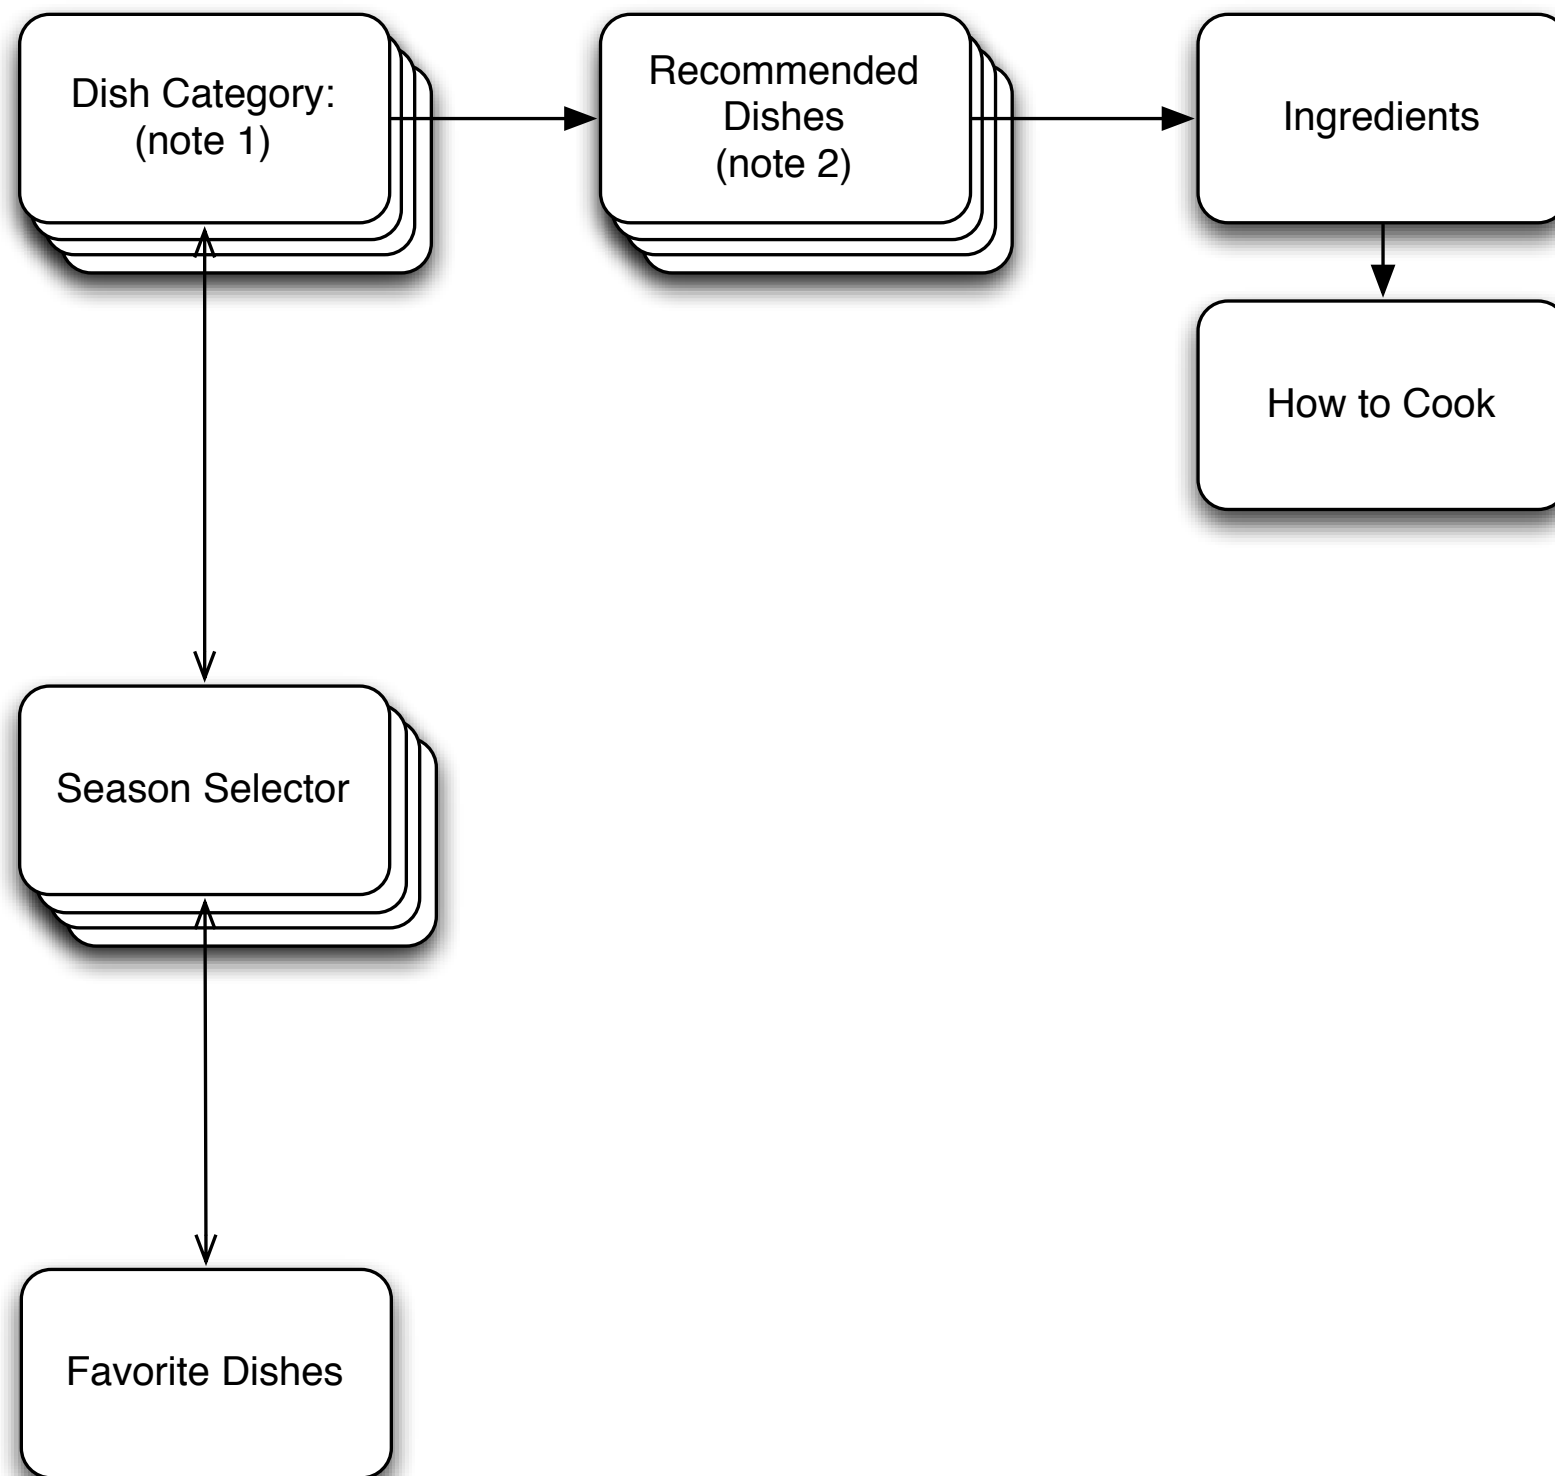 Dish Category:
(note 1)
Recommended
Dishes
(note 2)
Ingredients
How to Cook
Season Selector
Favorite Dishes